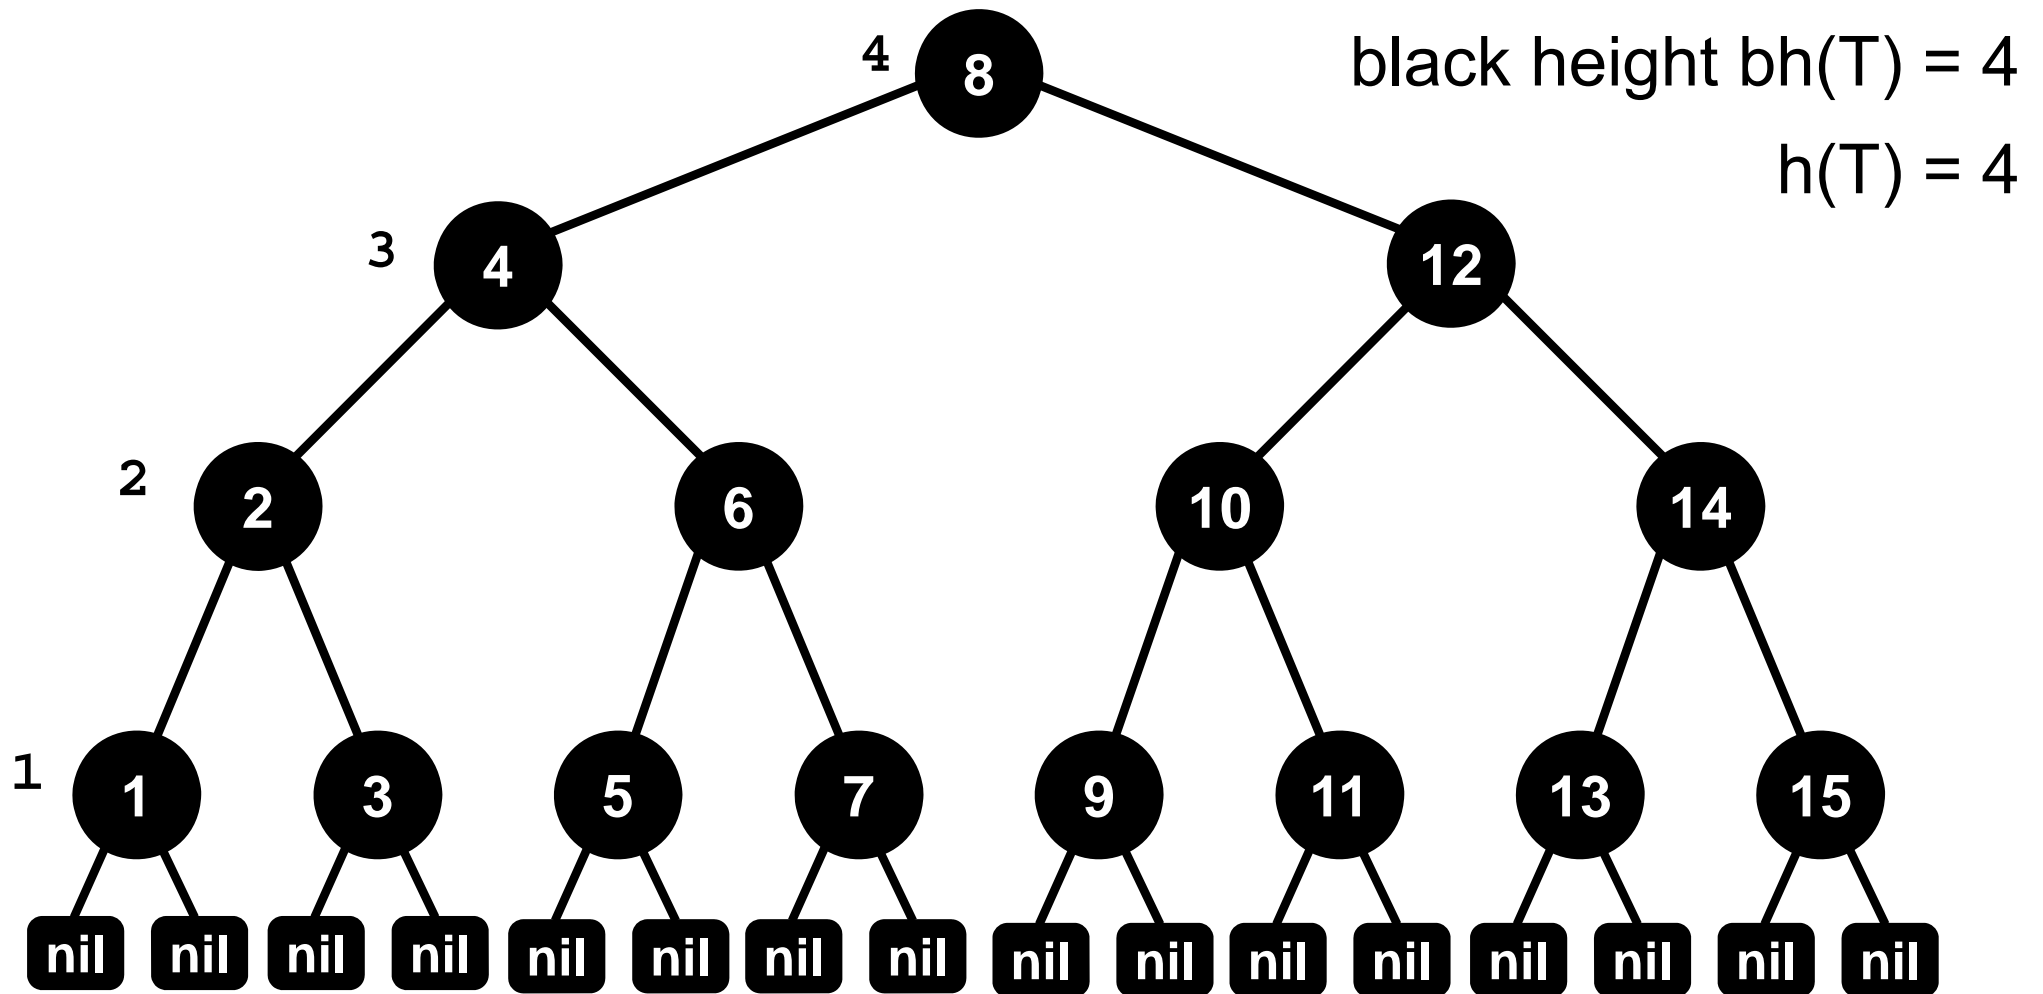 4 8 black height bh(T) = 4
h(T) = 4
3 4 12
2 2 6 10 14
1 1 3 5 7 9 11 13 15
nil nil nil nil nil nil nil nil nil nil nil nil nil nil nil nil